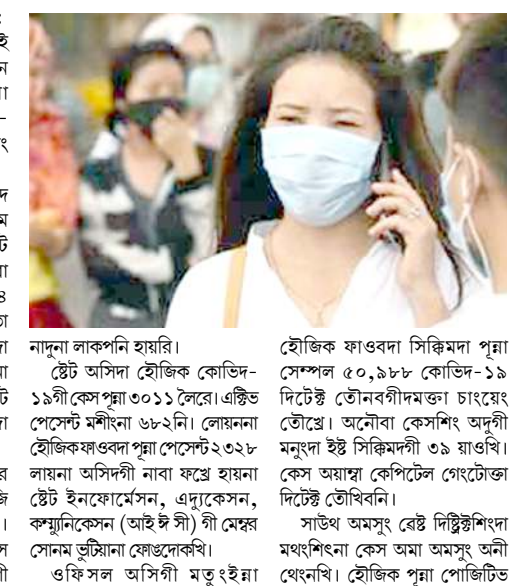 নাদুনা লাকপনি হায়রি।
ষ্টেট অসিদা হৌজিক কোভিদ-
১৯গী কেস পুন্না ৩০১১ লৈরে। এক্টিভ
পেসেন্ট মশীংনা ৬৮২নি। লোয়ননা
হৌজিক ফাওবদা পুন্না পেসেন্ট ২৩২৮
লায়না অসিদগী নাবা ফখ্রে হায়না
ষ্টেট ইনফোর্মেসন, এদ্যুকেসন,
কম্যুনিকেসন (আই ঈ সী) গী মেম্বর
সোনম ভুটিয়ানা ফোঙদোকখি।
ওফিসল অসিগী মতুংইন্না
হৌজিক ফাওবদা সিক্কিমদা পুন্না
সেম্পল ৫০,৯৮৮ কোভিদ-১৯
দিটেক্ট তৌনবগীদমক্তা চাংয়েং
তৌখ্রে। অনৌবা কেসশিং অদুগী
মনুংদা ইষ্ট সিক্কিমদগী ৩৯ য়াওখি।
কেস অয়াম্বা কেপিটেল গেংটোক্তা
দিটেক্ট তৌখিবনি।
সাউথ অমসুং ৱেষ্ট দিষ্ট্রিক্টশিংদা
মথংশিৎনা কেস অমা অমসুং অনী
থেংনখি। হৌজিক পুন্না পোজিটিভ